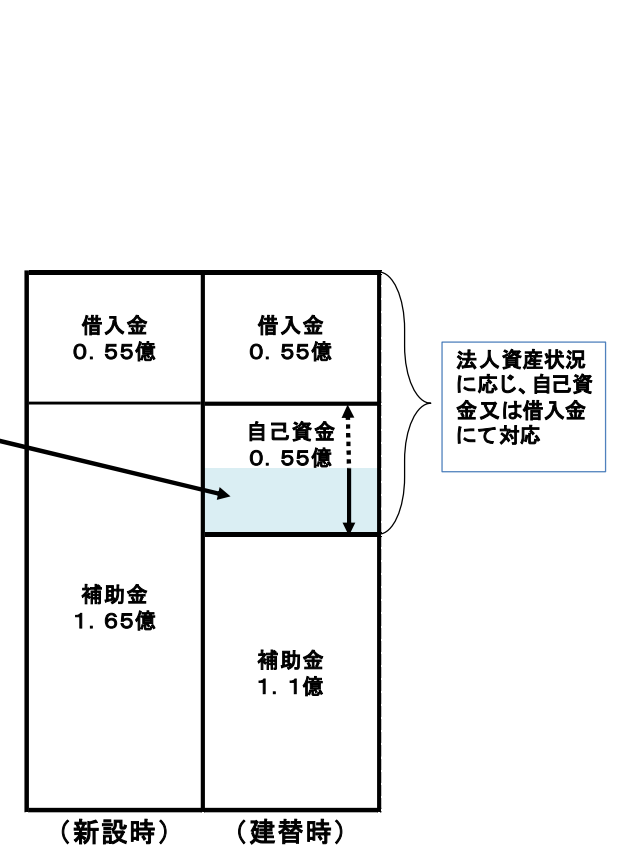 借入金
０．５５億
借入金
０．５５億
法人資産状況
に応じ、自己資
金又は借入金
にて対応
自己資金
０．５５億
補助金
１．６５億
補助金
１．１億
（新設時）
（建替時）